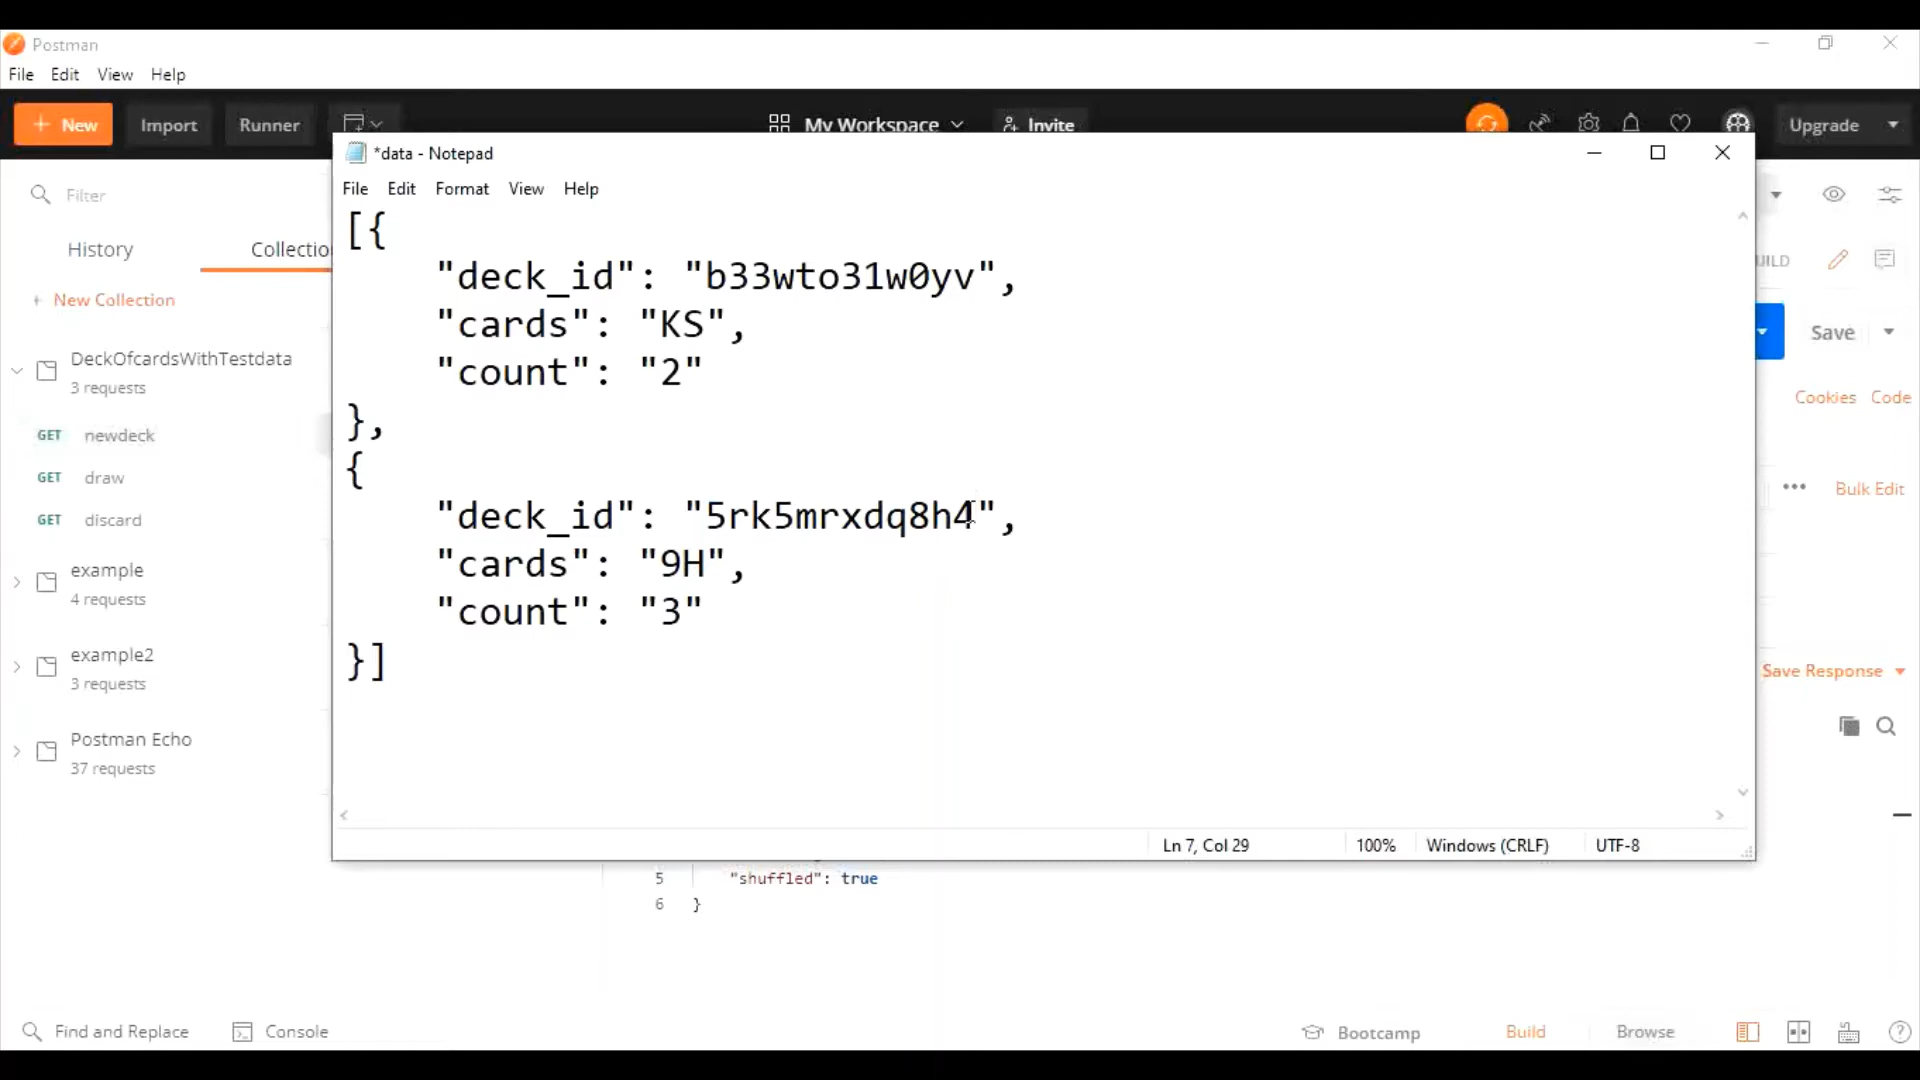 Postman
File Edit View Help
+ New Import Runner
My Workspace
Invite
Upgrade
*data - Notepad
File Edit Format View Help
[{
"deck_id": "b33wto31w0yv",
"cards": "KS",
"count": "2"
},
{
"deck_id": "5rk5mrxdq8h4",
"cards": "9H",
"count": "3"
}]
Ln 7, Col 29 100% Windows (CRLF) UTF-8
Filter
History Collectio
+ New Collection
DeckOfcardsWithTestdata
3 requests
GET newdeck
GET draw
GET discard
example
4 requests
example2
3 requests
Postman Echo
37 requests
UILD
Save
Cookies Code
Bulk Edit
Save Response
5 "shuffled": true
6 }
Find and Replace Console
Bootcamp Build Browse